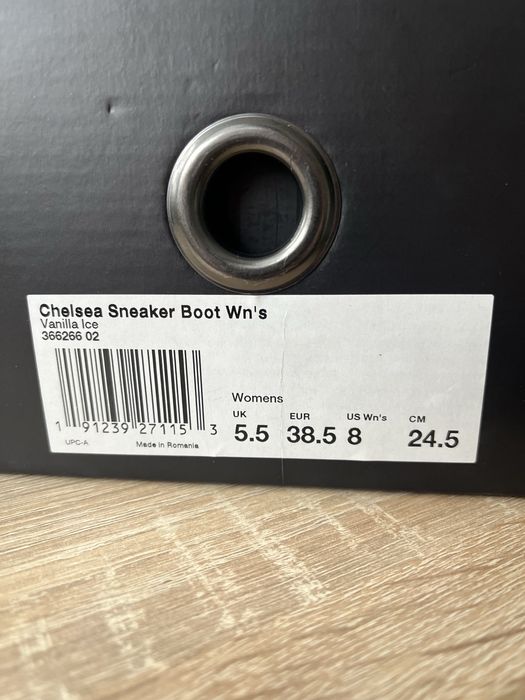 Chelsea Sneaker Boot Wn's
Vanilla Ice
366266 02
1 91239 27115 3
UPC-A Made in Romania
Womens
UK EUR US Wn's CM
5.5 38.5 8 24.5